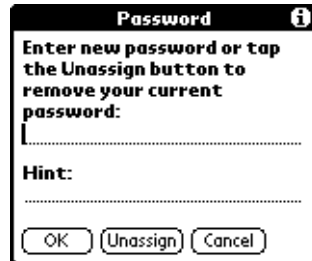 Password
Enter new password or tap
the Unassign button to
remove your current
password:
Hint:
OK Unassign Cancel